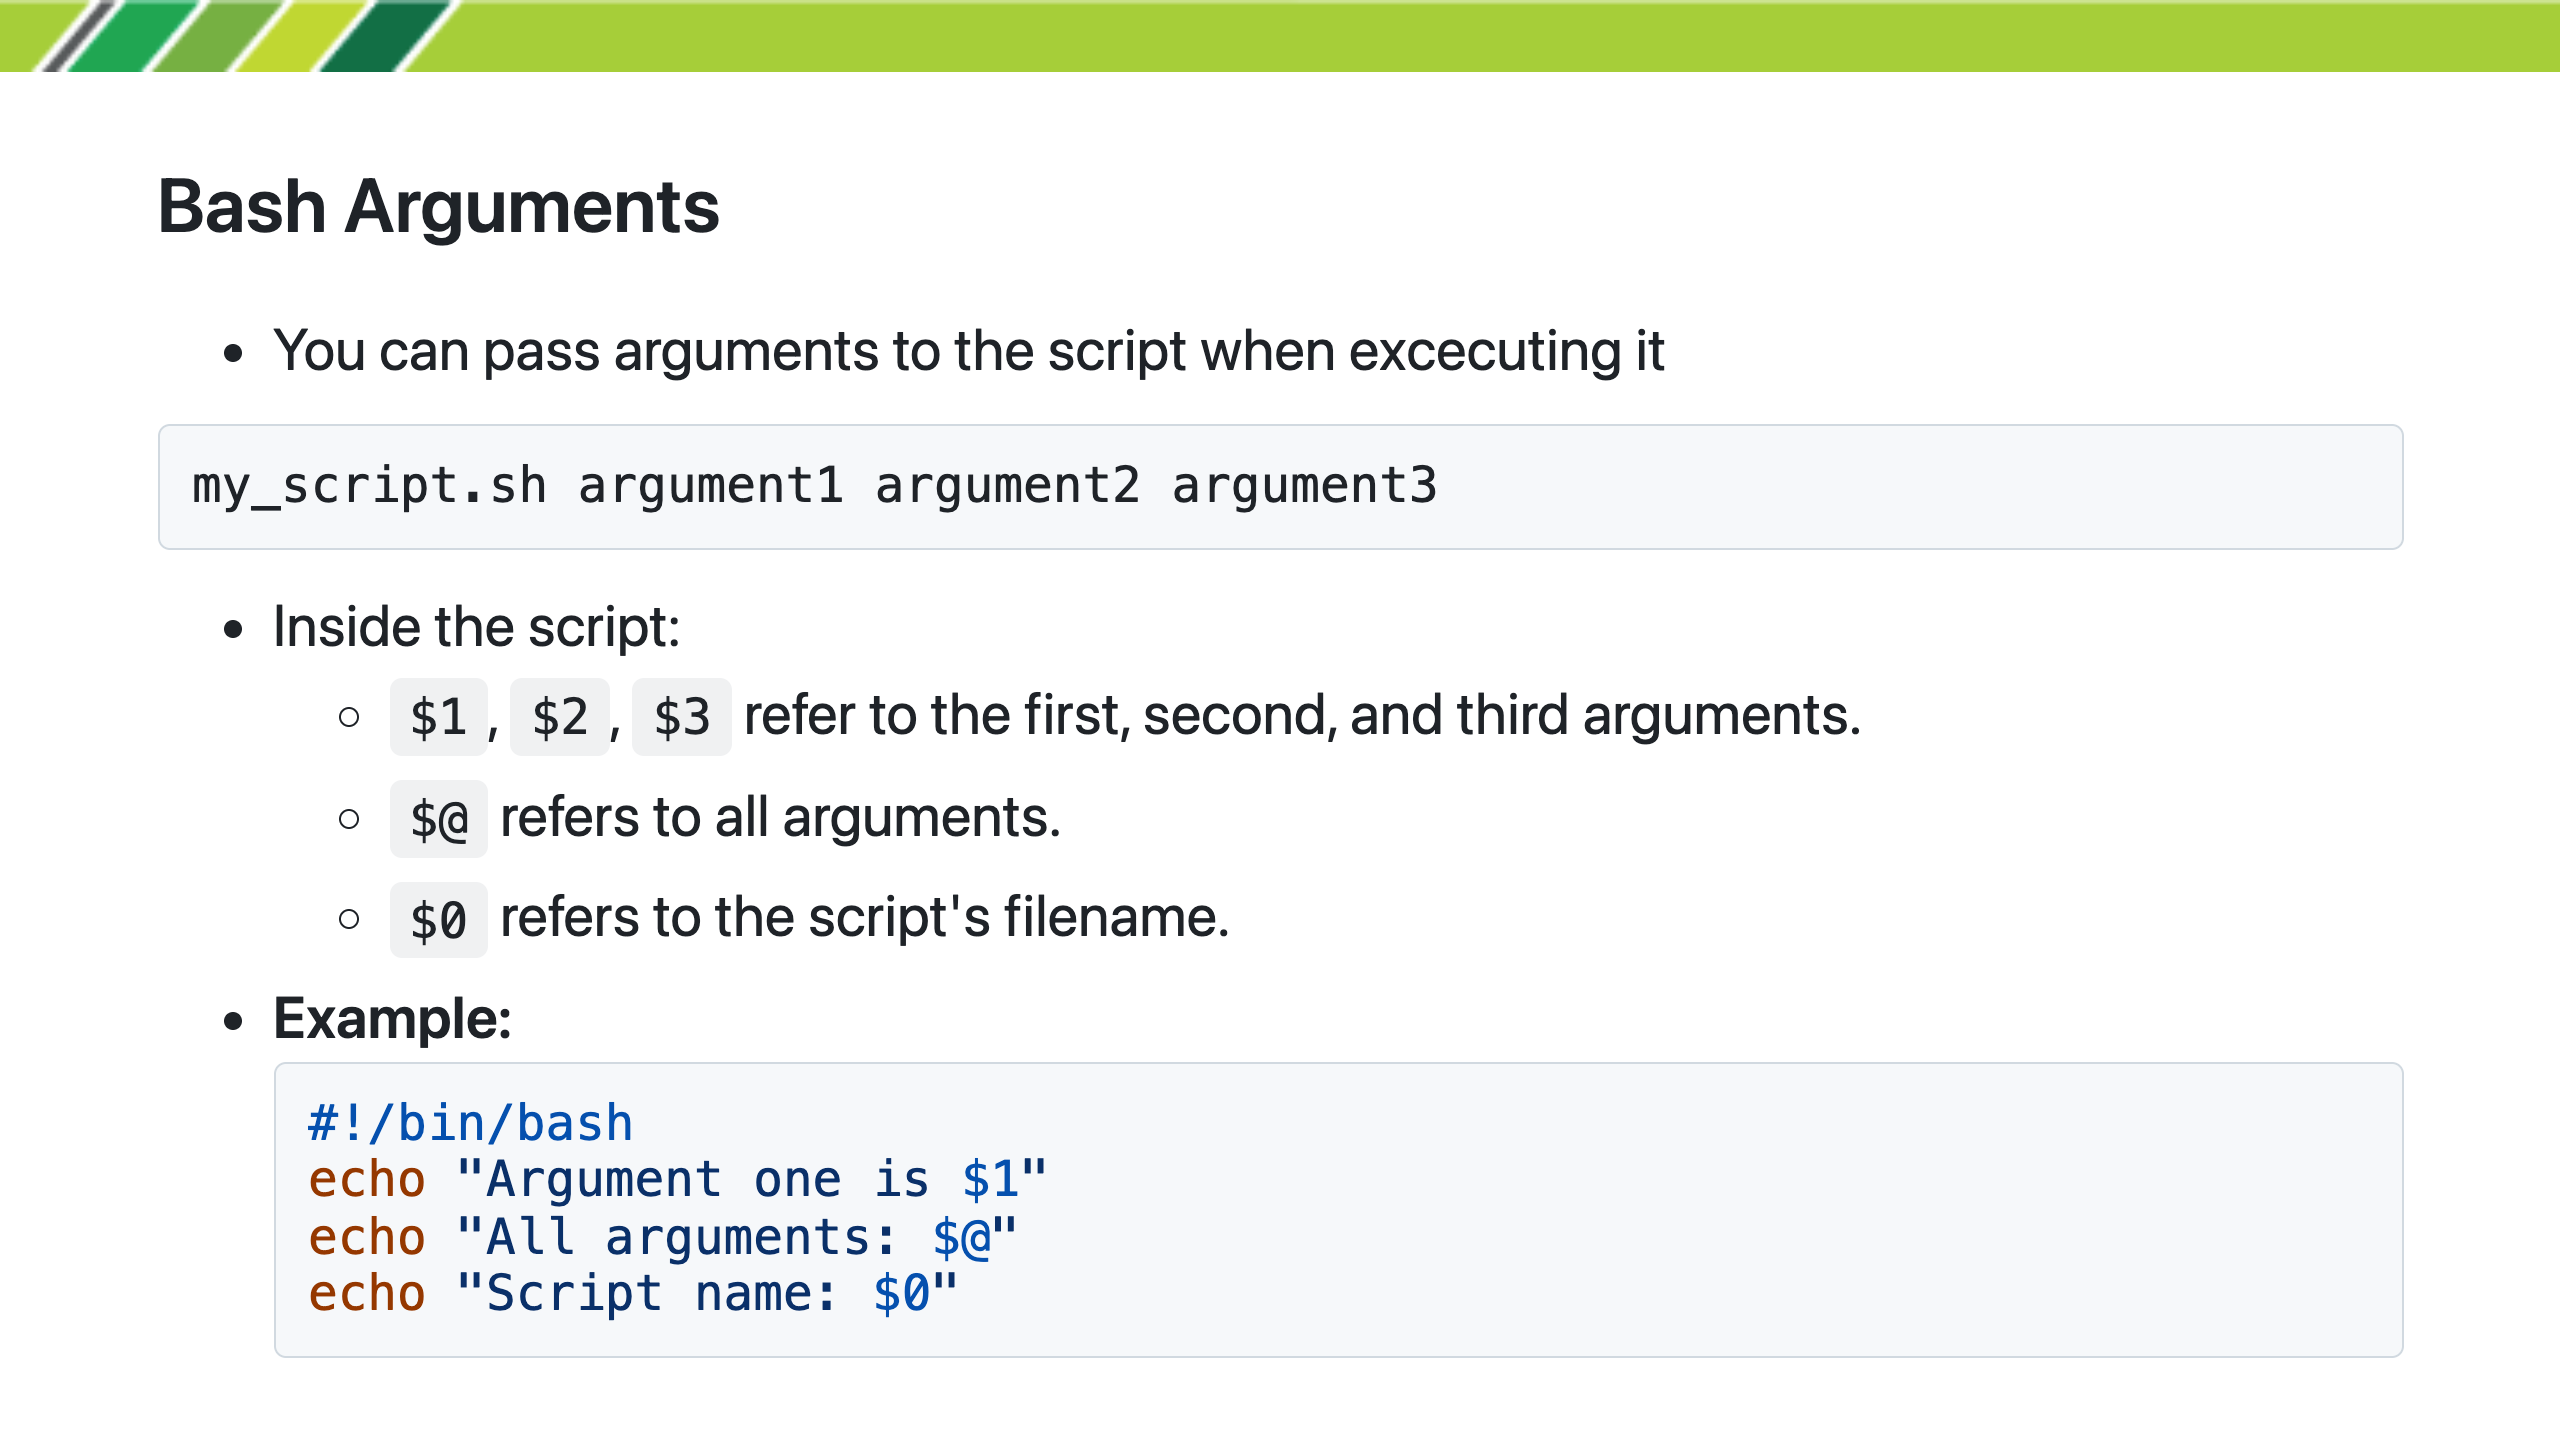 Bash Arguments
You can pass arguments to the script when excecuting it
my_script.sh argument1 argument2 argument3
Inside the script:
$1, $2, $3 refer to the first, second, and third arguments.
$@ refers to all arguments.
$0 refers to the script's filename.
Example:
#!/bin/bash
echo "Argument one is $1"
echo "All arguments: $@"
echo "Script name: $0"